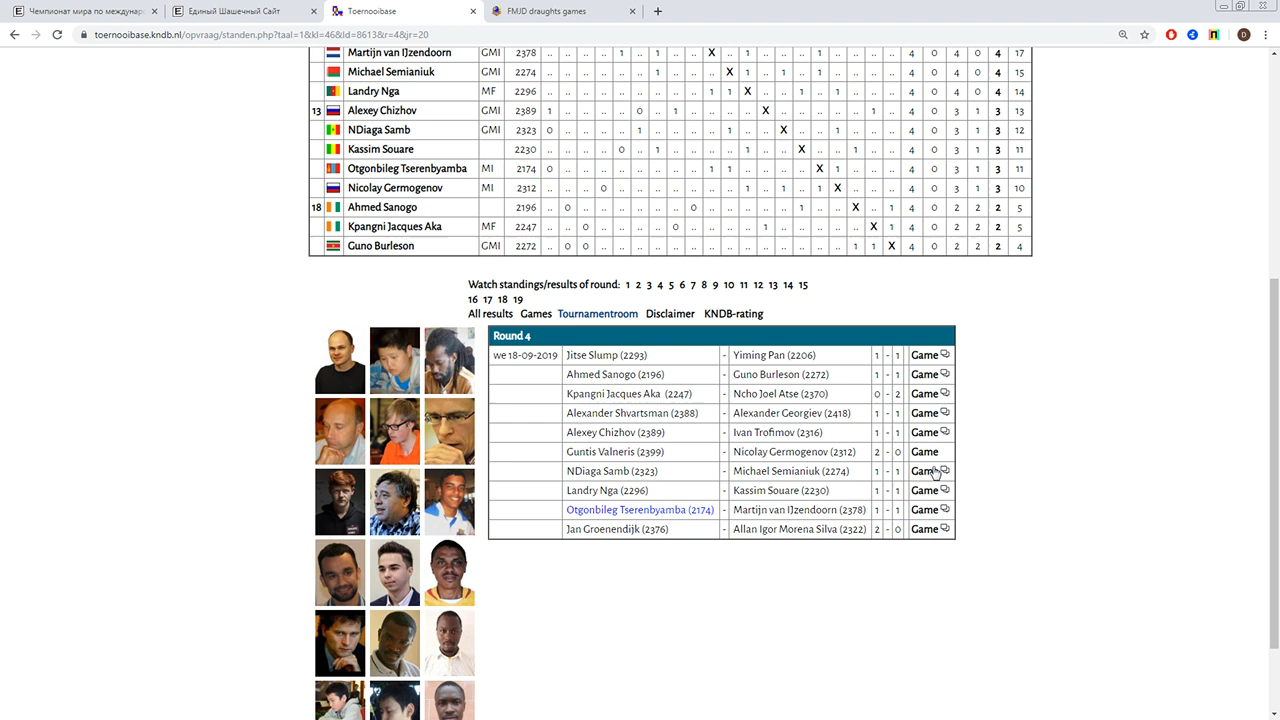 Чемпионат мира по междунаро
Единый Шашечный Сайт
Toernooibase
FMJD draughts games
toernooibase.kndb.nl/opvraag/standen.php?taal=1&kl=46&Id=8613&r=4&jr=20
D
Martijn van IJzendoorn GMI 2378 .. .. .. .. 1 .. 1 .. .. X .. 1 .. .. .. 1 .. .. .. .. 4 0 4 0 4 17
Michael Semianiuk GMI 2274 .. .. .. .. .. .. 1 .. .. .. X 1 .. 1 .. 1 .. .. .. .. 4 0 4 0 4 15
Landry Nga MF 2296 .. .. .. .. .. .. .. .. .. 1 1 X .. .. 1 .. 1 .. .. .. 4 0 4 0 4 14
13 Alexey Chizhov GMI 2389 1 .. .. .. .. 0 .. 1 .. .. .. .. X .. .. .. .. .. 1 .. 4 0 3 1 3 13
NDiaga Samb GMI 2323 0 .. .. .. .. 1 .. .. .. .. 1 .. .. X .. .. 1 .. .. .. 4 0 3 1 3 12
Kassim Souare 2230 .. .. .. .. 0 .. 1 .. .. .. .. 1 .. .. X .. .. 1 .. .. 4 0 3 1 3 11
Otgonbileg Tserenbyamba MI 2174 0 .. .. .. .. .. .. .. .. 1 1 .. .. .. .. X 1 .. .. .. 4 0 3 1 3 11
Nicolay Germogenov MI 2312 .. .. .. 0 .. .. .. .. .. .. .. 1 .. 1 .. 1 X .. .. .. 4 0 3 1 3 10
18 Ahmed Sanogo 2196 .. 0 .. .. .. .. .. .. 0 .. .. .. .. .. 1 .. .. X .. 1 4 0 2 2 2 5
Kpangni Jacques Aka MF 2247 .. .. 0 .. .. .. .. 0 .. .. .. .. 1 .. .. .. .. .. X 1 4 0 2 2 2 5
Guno Burleson GMI 2272 .. 0 0 .. .. .. .. .. .. .. .. .. .. .. .. .. .. 1 1 X 4 0 2 2 2 4
Watch standings/results of round: 1 2 3 4 5 6 7 8 9 10 11 12 13 14 15
16 17 18 19
All results Games Tournamentroom Disclaimer KNDB-rating
Round 4
we 18-09-2019 Jitse Slump (2293) - Yiming Pan (2206) 1 - 1 Game
Ahmed Sanogo (2196) - Guno Burleson (2272) 1 - 1 Game
Kpangni Jacques Aka (2247) - Ncho Joel Atse (2370) 0 - 2 Game
Alexander Shvartsman (2388) - Alexander Georgiev (2418) 1 - 1 Game
Alexey Chizhov (2389) - Ivan Trofimov (2316) 1 - 1 Game
Guntis Valneris (2399) - Nicolay Germogenov (2312) 2 - 0 Game
NDiaga Samb (2323) - Michael Semianiuk (2274) 1 - 1 Game
Landry Nga (2296) - Kassim Souare (2230) 1 - 1 Game
Otgonbileg Tserenbyamba (2174) - Martijn van IJzendoorn (2378) 1 - 1 Game
Jan Groenendijk (2376) - Allan Igor Morena Silva (2322) 2 - 0 Game